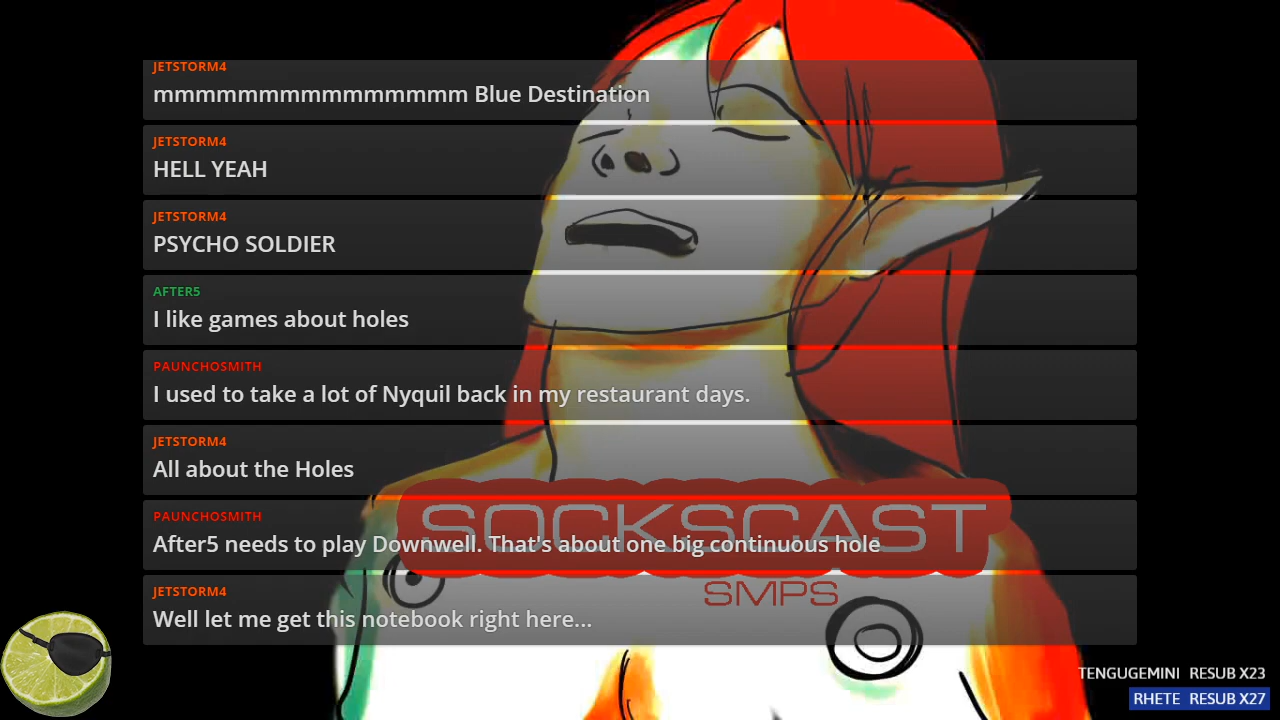 JETSTORM4
mmmmmmmmmmmmmmm Blue Destination
JETSTORM4
HELL YEAH
JETSTORM4
PSYCHO SOLDIER
AFTER5
I like games about holes
PAUNCHOSMITH
I used to take a lot of Nyquil back in my restaurant days.
JETSTORM4
All about the Holes
PAUNCHOSMITH
After5 needs to play Downwell. That's about one big continuous hole
JETSTORM4
Well let me get this notebook right here...
SOCKSCAST
SMPS
TENGUGEMINI RESUB X23
RHETE RESUB X27